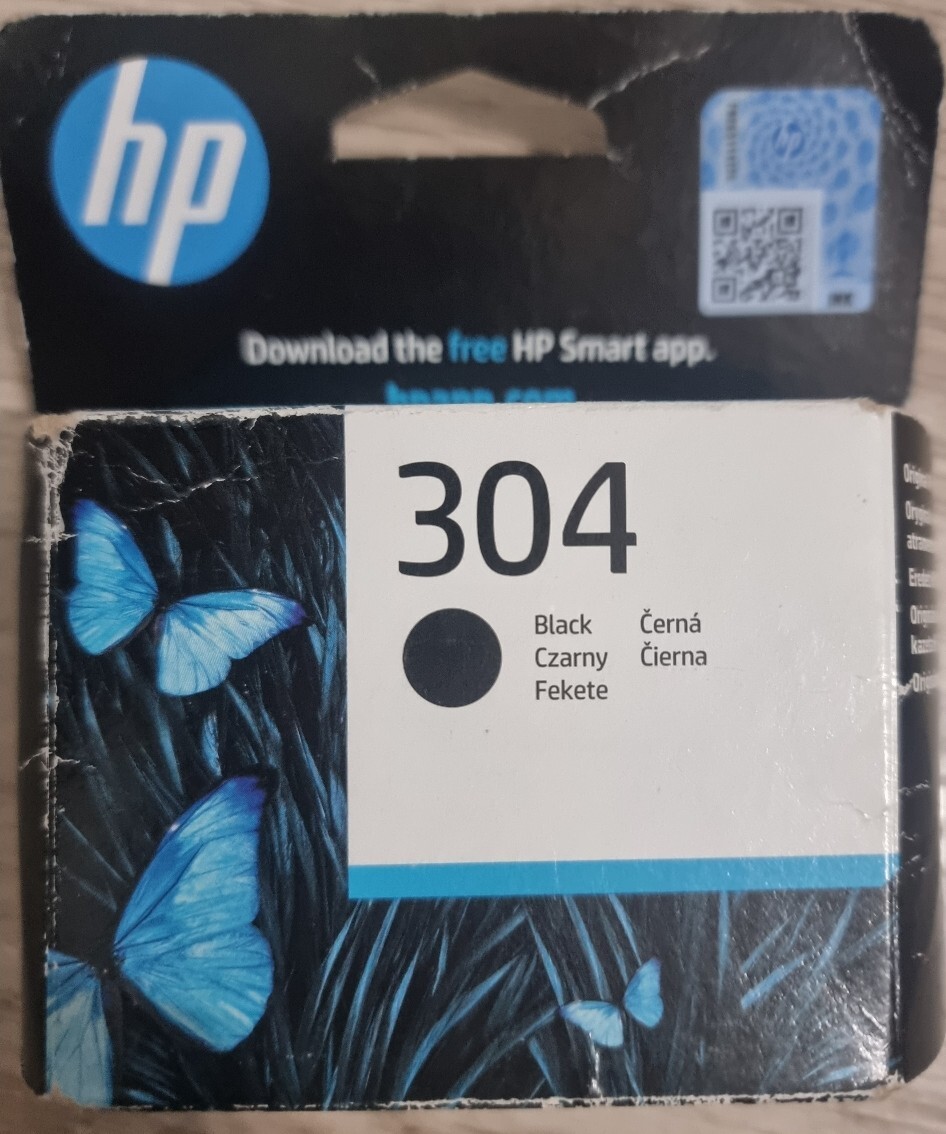 hp
Download the free HP Smart app.
304
Black Černá
Czarny Čierna
Fekete